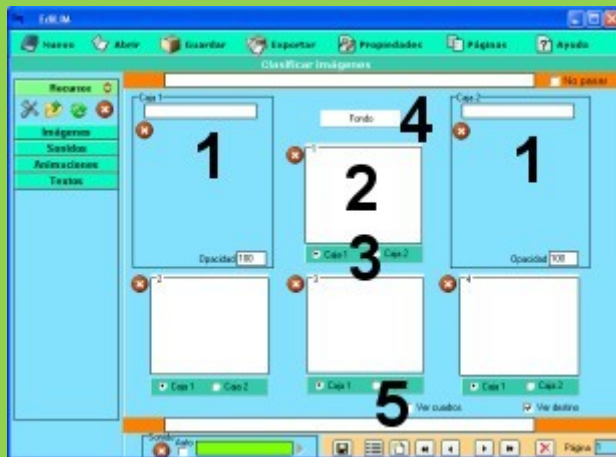 EdiLIM
Nuevo Abrir Guardar Exportar Propiedades Páginas Ayuda
Clasificar imágenes
Recursos
No pasar
Imágenes
Sonidos
Animaciones
Textos
Caja 1
Caja 2
Fondo
4
1
1
1
2
Caja 1 Caja 2
3
Opacidad 100
Opacidad 100
2
3
4
Caja 1 Caja 2
Caja 1
Caja 1 Caja 2
5
Ver cuadros Ver destino
Sonido
Auto
Página 1